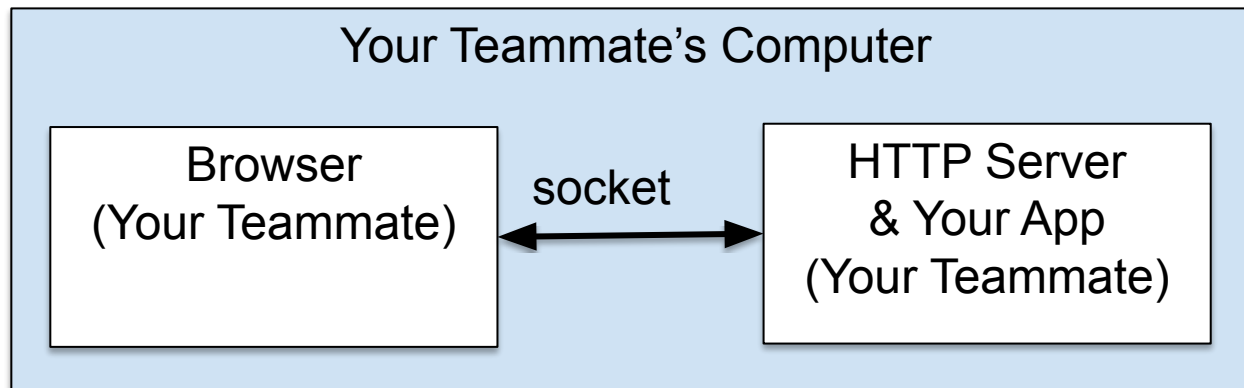 Your Teammate’s Computer
Browser
(Your Teammate)
socket
HTTP Server
& Your App
(Your Teammate)